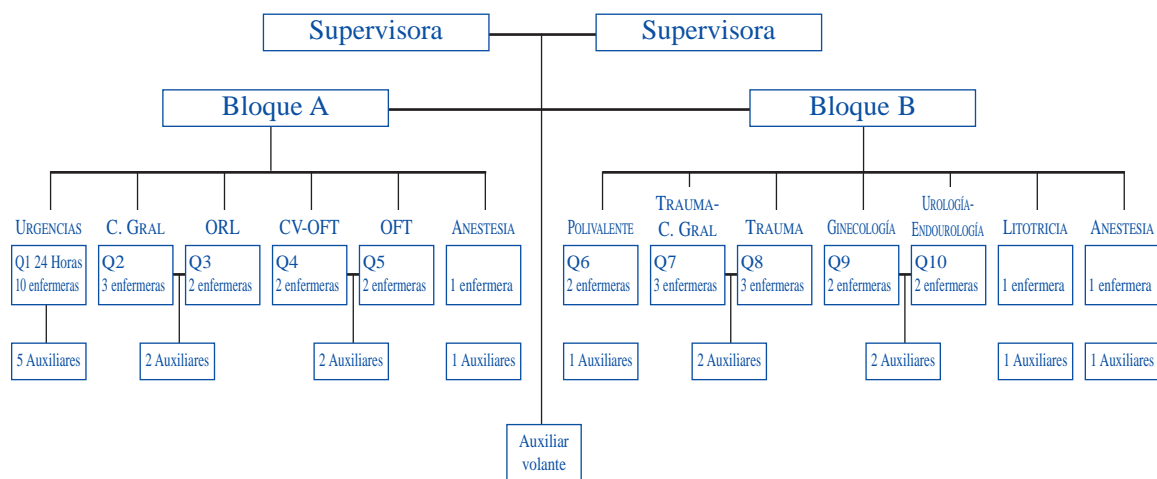 Supervisora
Supervisora
Bloque A
Bloque B
URGENCIAS
C. GRAL
ORL
CV-OFT
OFT
ANESTESIA
POLIVALENTE
TRAUMA-
C. GRAL
TRAUMA
GINECOLOGÍA
UROLOGÍA-
ENDOUROLOGÍA
LITOTRICIA
ANESTESIA
Q1 24 Horas
10 enfermeras
Q2
3 enfermeras
Q3
2 enfermeras
Q4
2 enfermeras
Q5
2 enfermeras
1 enfermera
Q6
2 enfermeras
Q7
3 enfermeras
Q8
3 enfermeras
Q9
2 enfermeras
Q10
2 enfermeras
1 enfermera
1 enfermera
5 Auxiliares
2 Auxiliares
2 Auxiliares
1 Auxiliares
1 Auxiliares
2 Auxiliares
2 Auxiliares
1 Auxiliares
1 Auxiliares
Auxiliar
volante